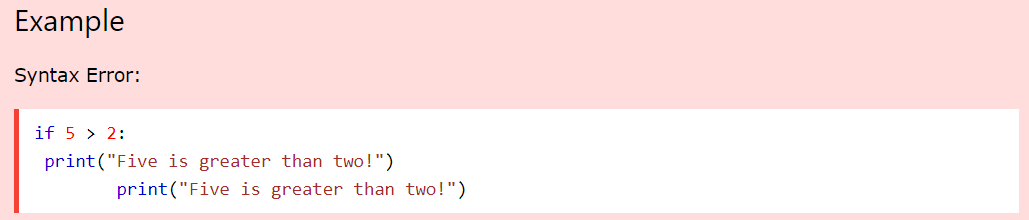 Example
Syntax Error:
if 5 > 2:
 print("Five is greater than two!")
        print("Five is greater than two!")